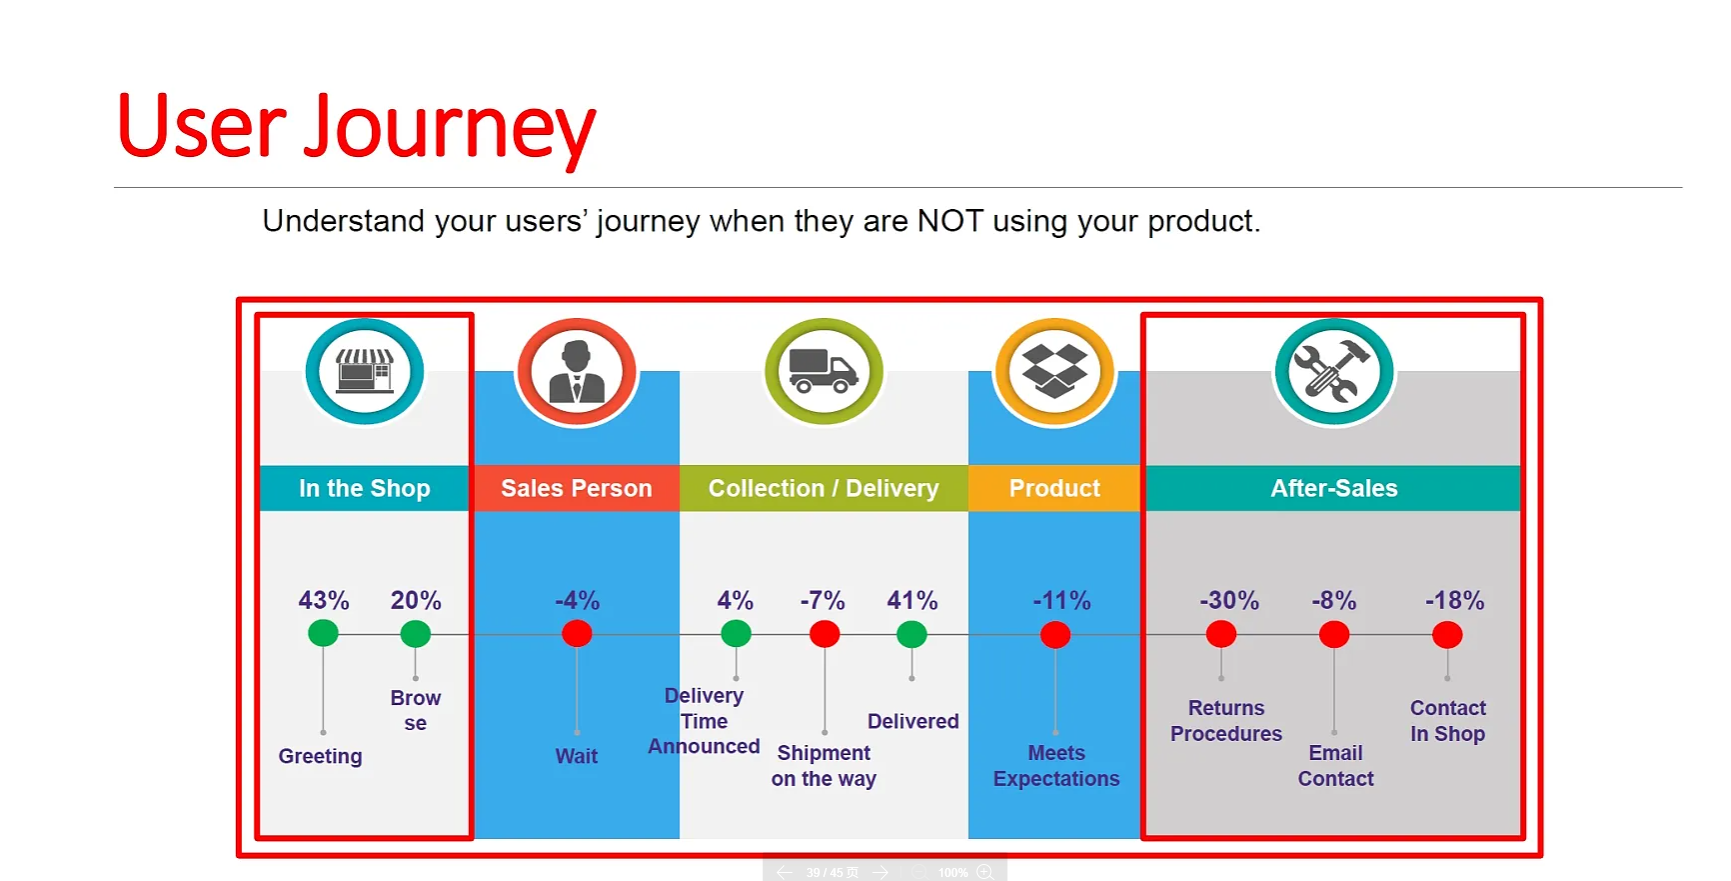 User Journey
Understand your users’ journey when they are NOT using your product.
In the Shop
Sales Person
Collection / Delivery
Product
After-Sales
43%
20%
-4%
4%
-7%
41%
-11%
-30%
-8%
-18%
Greeting
Brow
se
Wait
Delivery
Time
Announced
Shipment
on the way
Delivered
Meets
Expectations
Returns
Procedures
Email
Contact
Contact
In Shop
39 / 45 页
100%